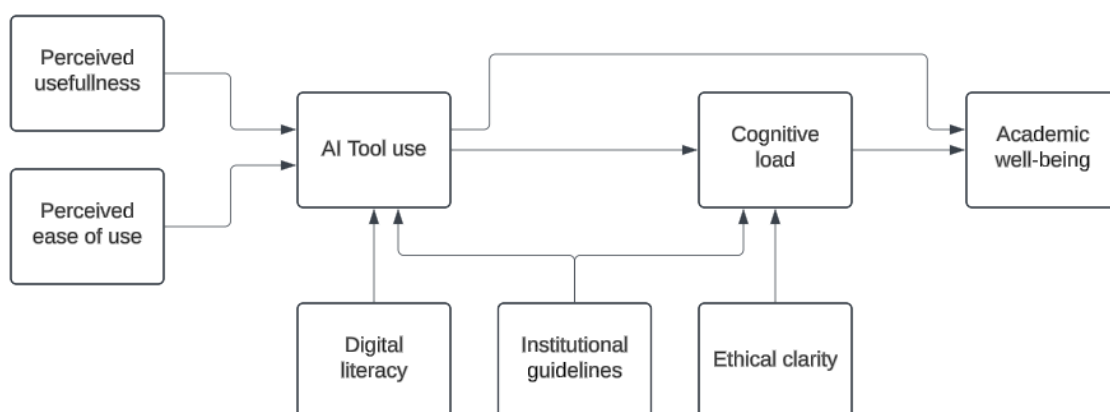 Perceived
usefullness
Perceived
ease of use
AI Tool use
Cognitive
load
Academic
well-being
Digital
literacy
Institutional
guidelines
Ethical clarity